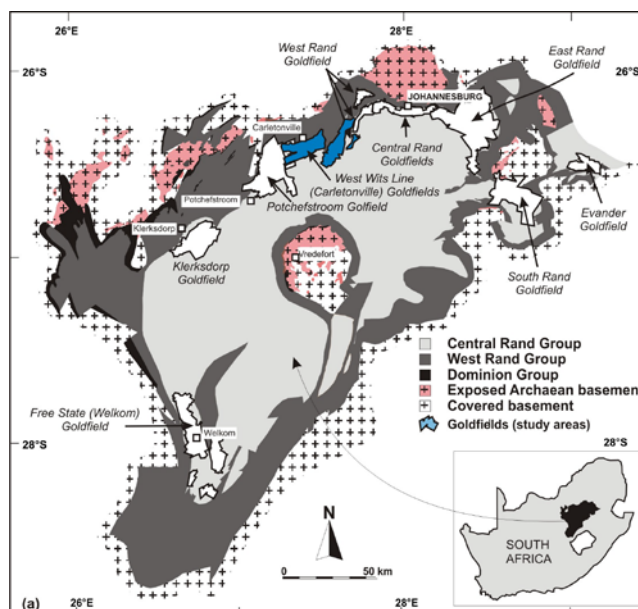 26°E
28°E
26°S
26°S
West Rand
Goldfield
East Rand
Goldfield
JOHANNESBURG
Carletonville
Central Rand
Goldfields
West Wits Line
(Carletonville) Goldfields
Potchefstroom
Potchefstroom Golfield
Evander
Goldfield
Klerksdorp
Klerksdorp
Goldfield
Vredefort
South Rand
Goldfield
Central Rand Group
West Rand Group
Dominion Group
Exposed Archaean basement
Covered basement
Goldfields (study areas)
Free State (Welkom)
Goldfield
Welkom
28°S
28°S
N
0
50 km
SOUTH
AFRICA
(a)
26°E
28°E